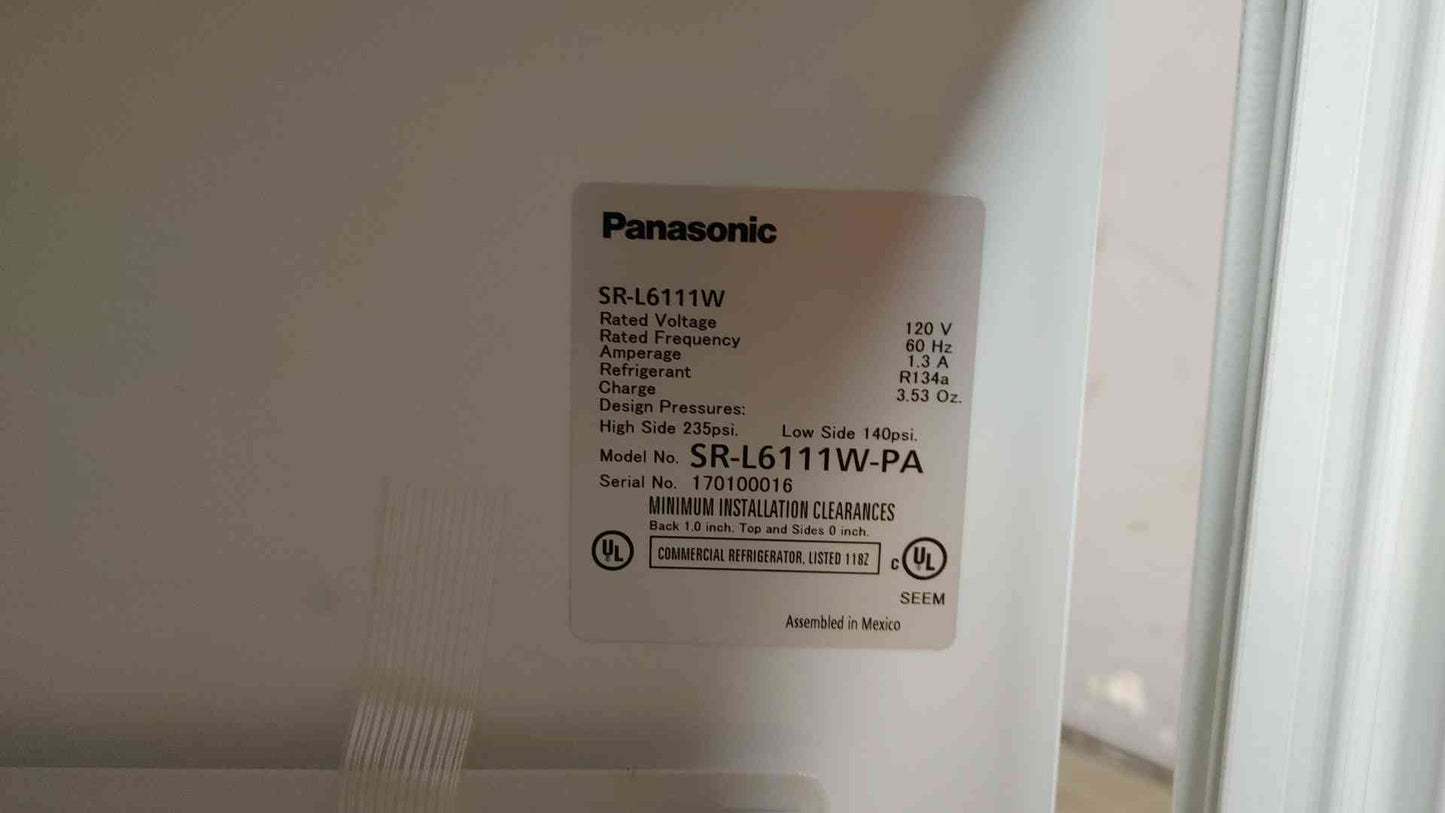 Panasonic
SR-L6111W
Rated Voltage 120 V
Rated Frequency 60 Hz
Amperage 1.3 A
Refrigerant R134a
Charge 3.53 Oz.
Design Pressures:
High Side 235psi. Low Side 140psi.
Model No. SR-L6111W-PA
Serial No. 170100016
MINIMUM INSTALLATION CLEARANCES
Back 1.0 inch. Top and Sides 0 inch.
UL COMMERCIAL REFRIGERATOR, LISTED 118Z C UL
SEEM
Assembled in Mexico